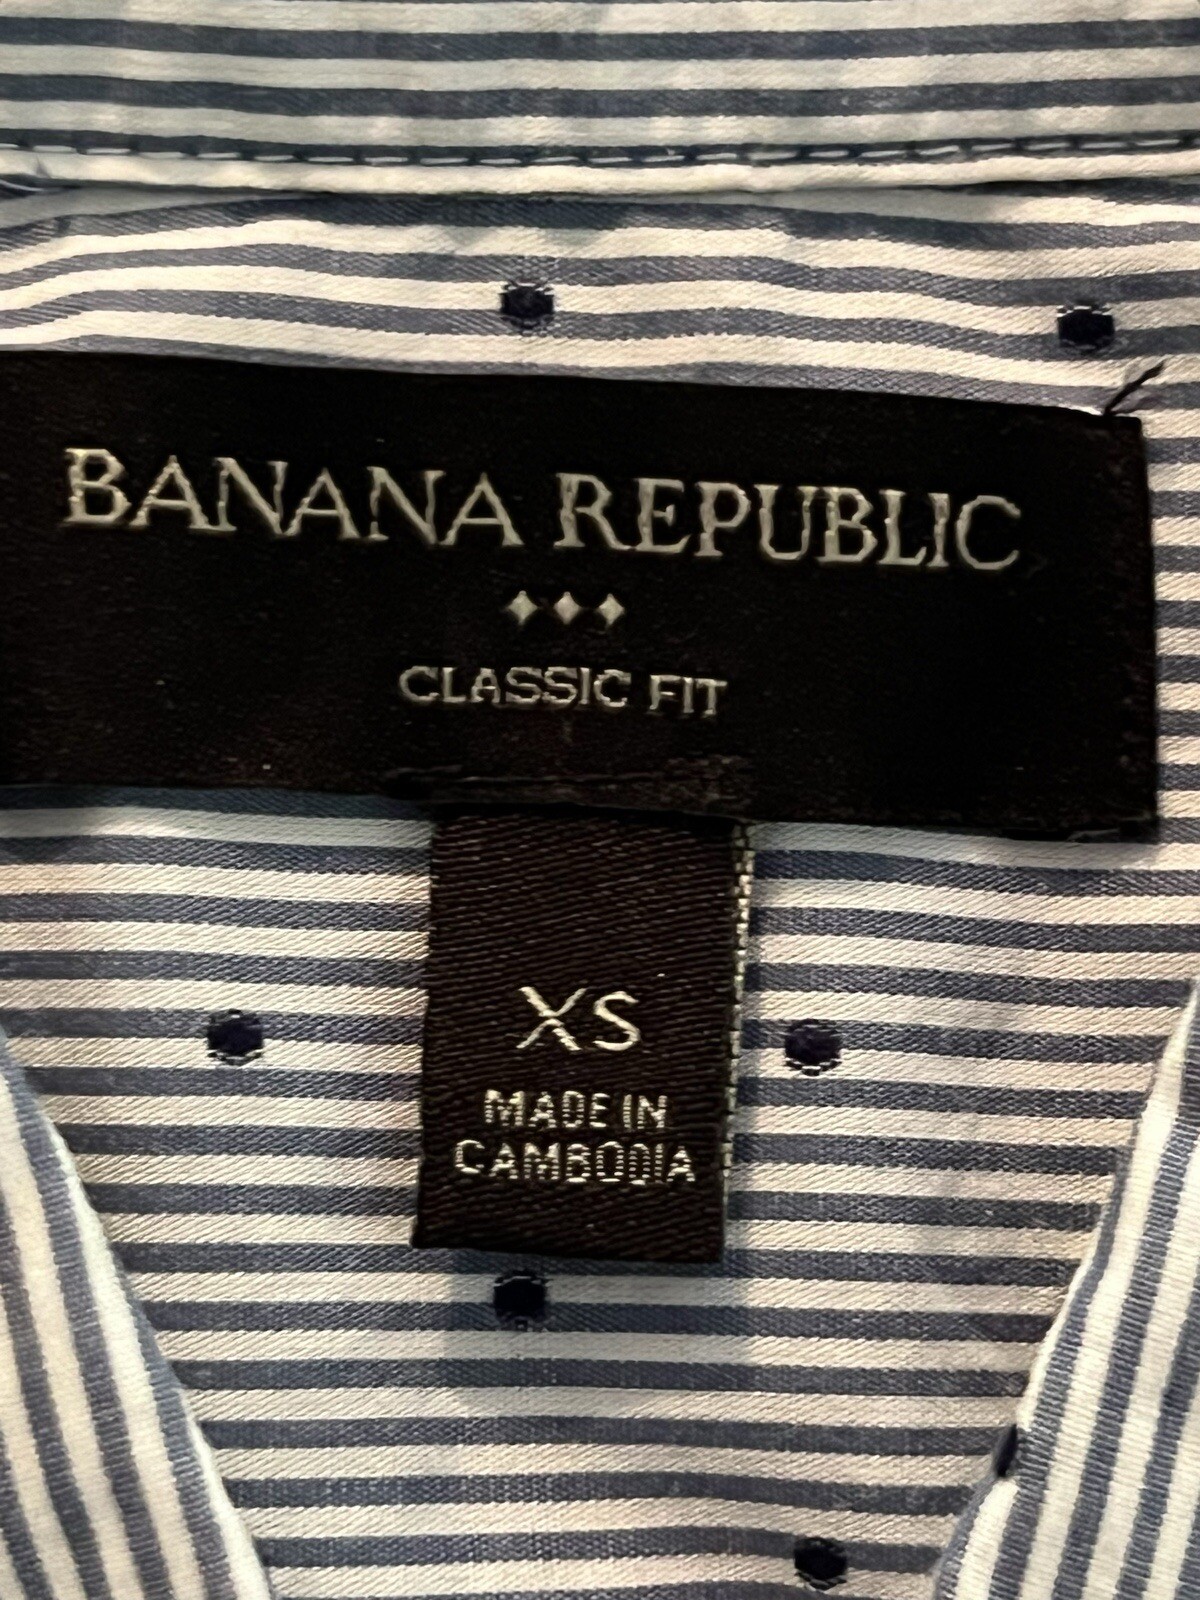 BANANA REPUBLIC
CLASSIC FIT
XS
MADE IN
CAMBODIA